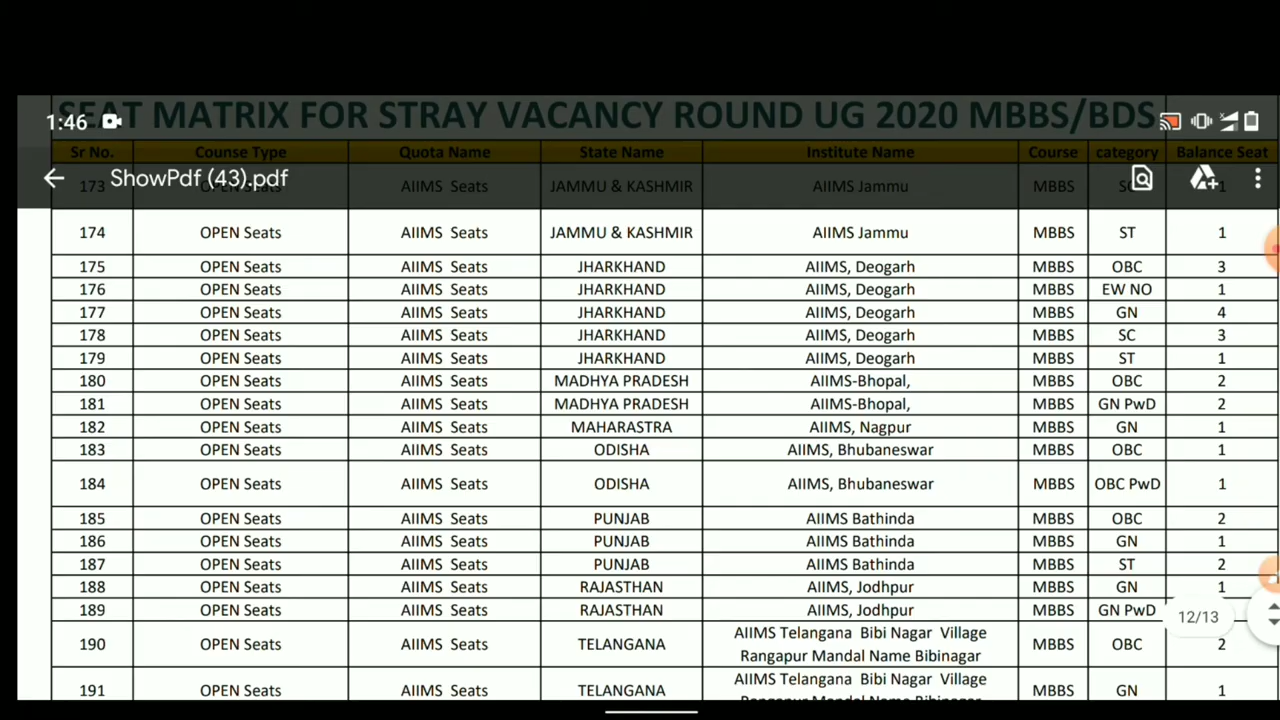 SEAT MATRIX FOR STRAY VACANCY ROUND UG 2020 MBBS/BDS
1:46
Sr No. Counse Type Quota Name State Name Institute Name Course category Balance Seat
ShowPdf (43).pdf
173 OPEN Seats AIIMS Seats JAMMU & KASHMIR AIIMS Jammu MBBS SC 1
174 OPEN Seats AIIMS Seats JAMMU & KASHMIR AIIMS Jammu MBBS ST 1
175 OPEN Seats AIIMS Seats JHARKHAND AIIMS, Deogarh MBBS OBC 3
176 OPEN Seats AIIMS Seats JHARKHAND AIIMS, Deogarh MBBS EW NO 1
177 OPEN Seats AIIMS Seats JHARKHAND AIIMS, Deogarh MBBS GN 4
178 OPEN Seats AIIMS Seats JHARKHAND AIIMS, Deogarh MBBS SC 3
179 OPEN Seats AIIMS Seats JHARKHAND AIIMS, Deogarh MBBS ST 1
180 OPEN Seats AIIMS Seats MADHYA PRADESH AIIMS-Bhopal, MBBS OBC 2
181 OPEN Seats AIIMS Seats MADHYA PRADESH AIIMS-Bhopal, MBBS GN PwD 2
182 OPEN Seats AIIMS Seats MAHARASTRA AIIMS, Nagpur MBBS GN 1
183 OPEN Seats AIIMS Seats ODISHA AIIMS, Bhubaneswar MBBS OBC 1
184 OPEN Seats AIIMS Seats ODISHA AIIMS, Bhubaneswar MBBS OBC PwD 1
185 OPEN Seats AIIMS Seats PUNJAB AIIMS Bathinda MBBS OBC 2
186 OPEN Seats AIIMS Seats PUNJAB AIIMS Bathinda MBBS GN 1
187 OPEN Seats AIIMS Seats PUNJAB AIIMS Bathinda MBBS ST 2
188 OPEN Seats AIIMS Seats RAJASTHAN AIIMS, Jodhpur MBBS GN 1
189 OPEN Seats AIIMS Seats RAJASTHAN AIIMS, Jodhpur MBBS GN PwD
12/13
AIIMS Telangana Bibi Nagar Village
190 OPEN Seats AIIMS Seats TELANGANA MBBS OBC 2
Rangapur Mandal Name Bibinagar
AIIMS Telangana Bibi Nagar Village
191 OPEN Seats AIIMS Seats TELANGANA MBBS GN 1
Rangapur Mandal Name Bibinagar